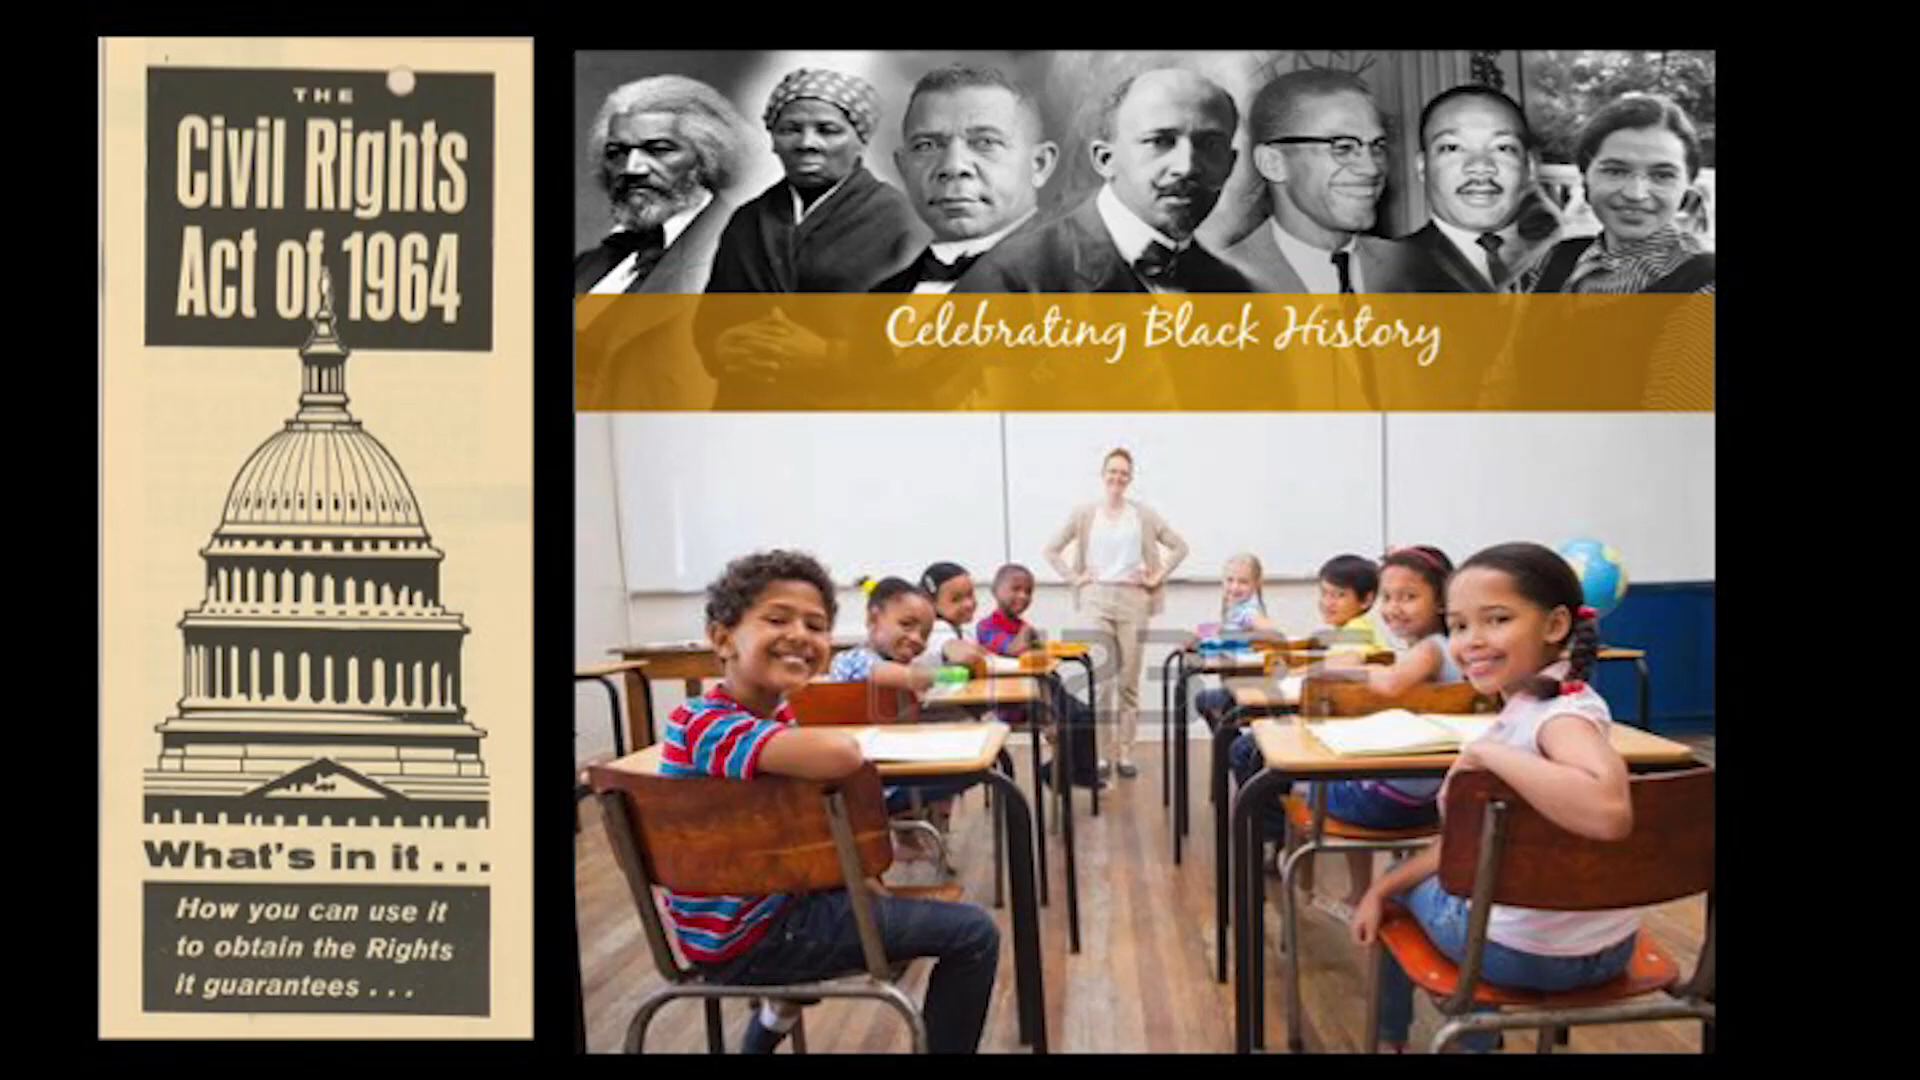 THE
Civil Rights
Act of 1964
What's in it...
How you can use it
to obtain the Rights
it guarantees...
Celebrating Black History